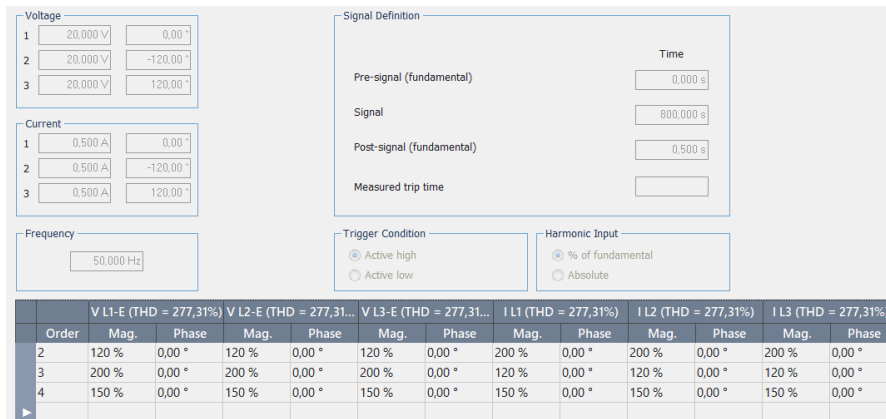 Voltage
1 20,000 V 0,00 °
2 20,000 V -120,00 °
3 20,000 V 120,00 °
Current
1 0,500 A 0,00 °
2 0,500 A -120,00 °
3 0,500 A 120,00 °
Frequency
50,000 Hz
Signal Definition
Time
Pre-signal (fundamental) 0,000 s
Signal 800,000 s
Post-signal (fundamental) 0,500 s
Measured trip time
Trigger Condition
Active high
Active low
Harmonic Input
% of fundamental
Absolute
V L1-E (THD = 277,31%) V L2-E (THD = 277,31... V L3-E (THD = 277,31... I L1 (THD = 277,31%) I L2 (THD = 277,31%) I L3 (THD = 277,31%
Order Mag. Phase Mag. Phase Mag. Phase Mag. Phase Mag. Phase Mag. Phase
2 120 % 0,00 ° 120 % 0,00 ° 120 % 0,00 ° 200 % 0,00 ° 200 % 0,00 ° 200 % 0,00 °
3 200 % 0,00 ° 200 % 0,00 ° 200 % 0,00 ° 120 % 0,00 ° 120 % 0,00 ° 120 % 0,00 °
4 150 % 0,00 ° 150 % 0,00 ° 150 % 0,00 ° 150 % 0,00 ° 150 % 0,00 ° 150 % 0,00 °